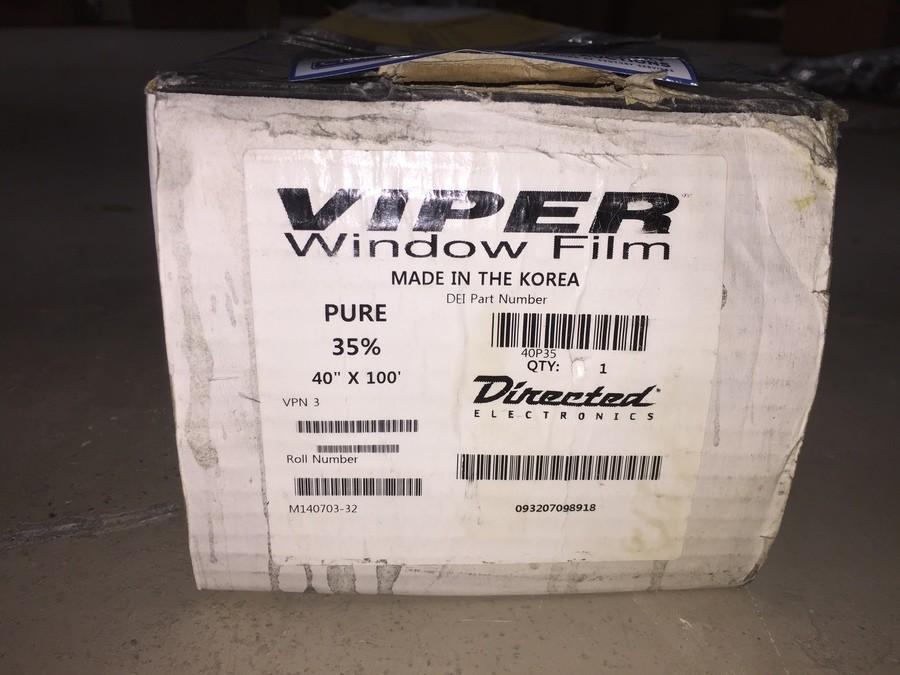 TIONS
VIPER
Window Film
MADE IN THE KOREA
DEI Part Number
PURE
35%
40" X 100'
VPN 3
40P35
QTY: 1
Directed
ELECTRONICS
Roll Number
M140703-32
093207098918